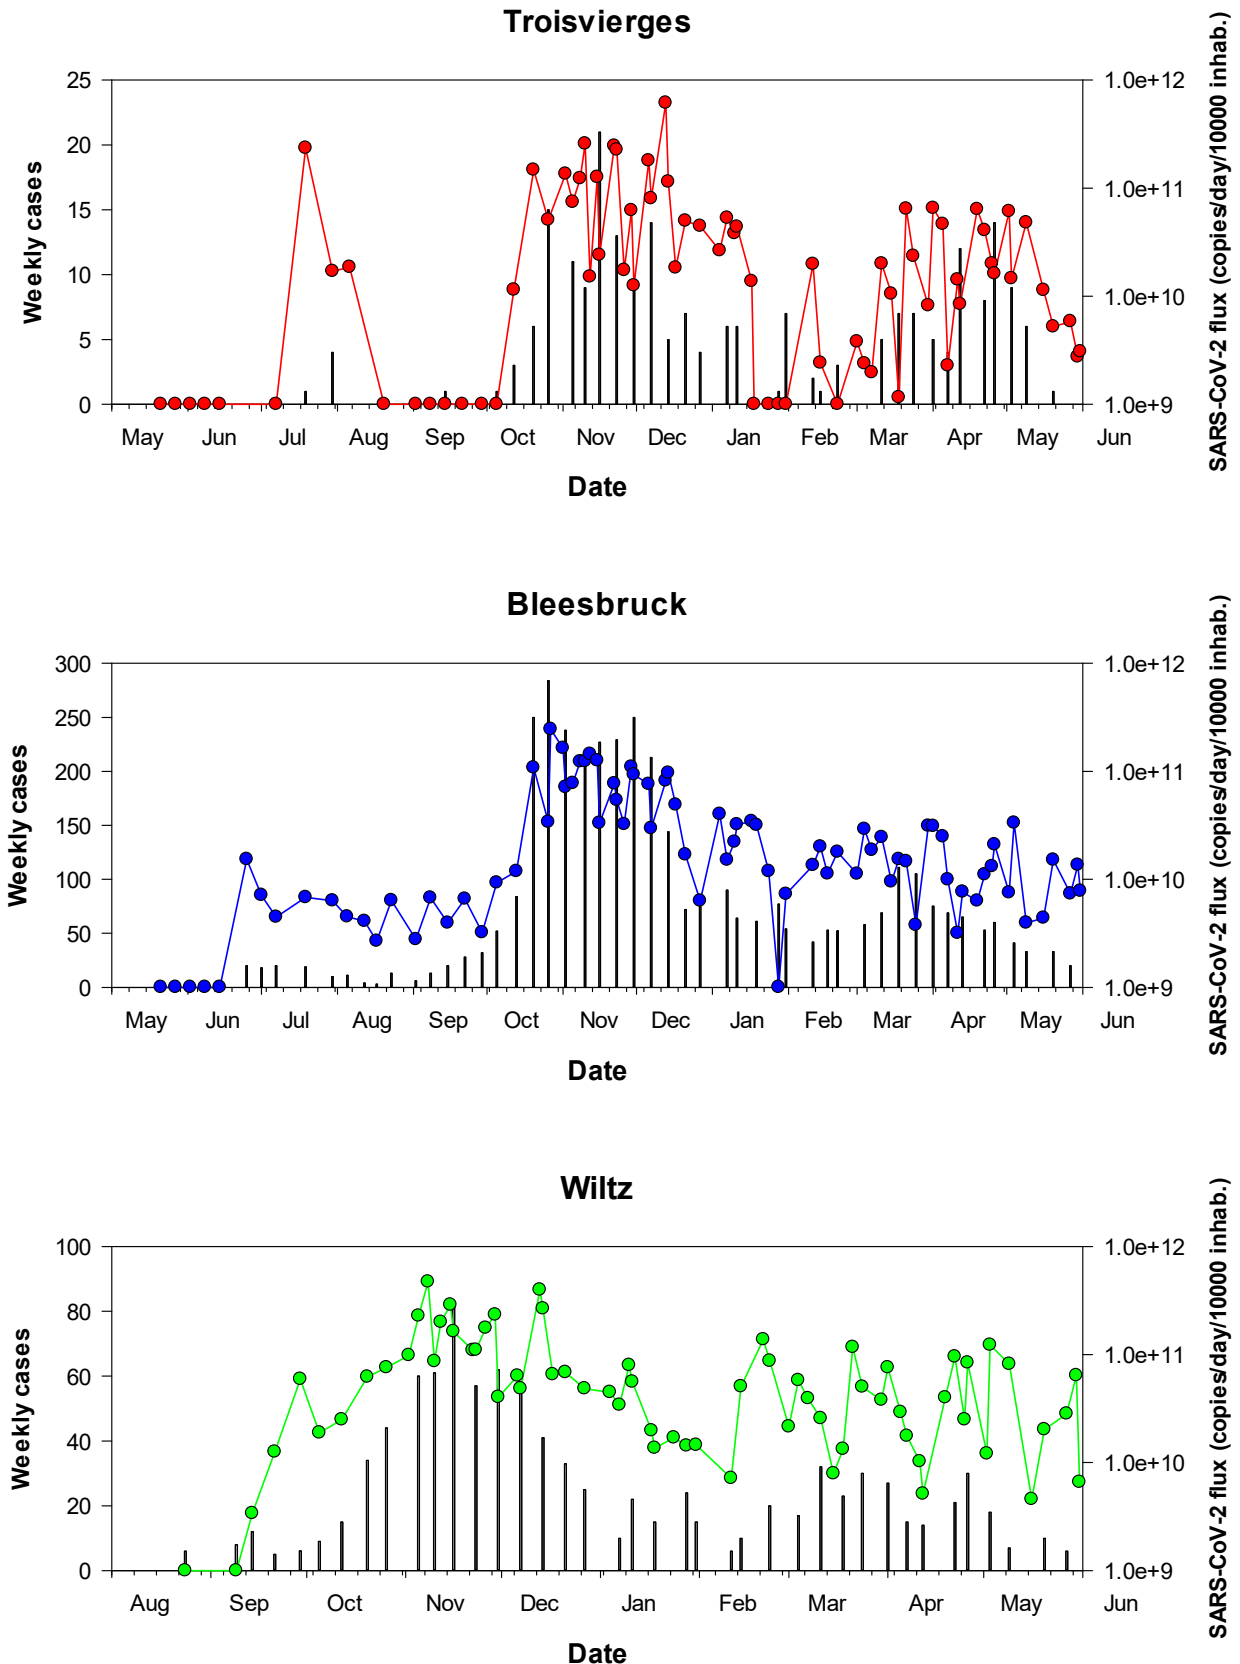 Troisvierges
25
20
15
10
5
0
Weekly cases
1.0e+12
1.0e+11
1.0e+10
1.0e+9
SARS-CoV-2 flux (copies/day/10000 inhab.)
May Jun Jul Aug Sep Oct Nov Dec Jan Feb Mar Apr May Jun
Date
Bleesbruck
300
250
200
150
100
50
0
Weekly cases
1.0e+12
1.0e+11
1.0e+10
1.0e+9
SARS-CoV-2 flux (copies/day/10000 inhab.)
May Jun Jul Aug Sep Oct Nov Dec Jan Feb Mar Apr May Jun
Date
Wiltz
100
80
60
40
20
0
Weekly cases
1.0e+12
1.0e+11
1.0e+10
1.0e+9
SARS-CoV-2 flux (copies/day/10000 inhab.)
Aug Sep Oct Nov Dec Jan Feb Mar Apr May Jun
Date